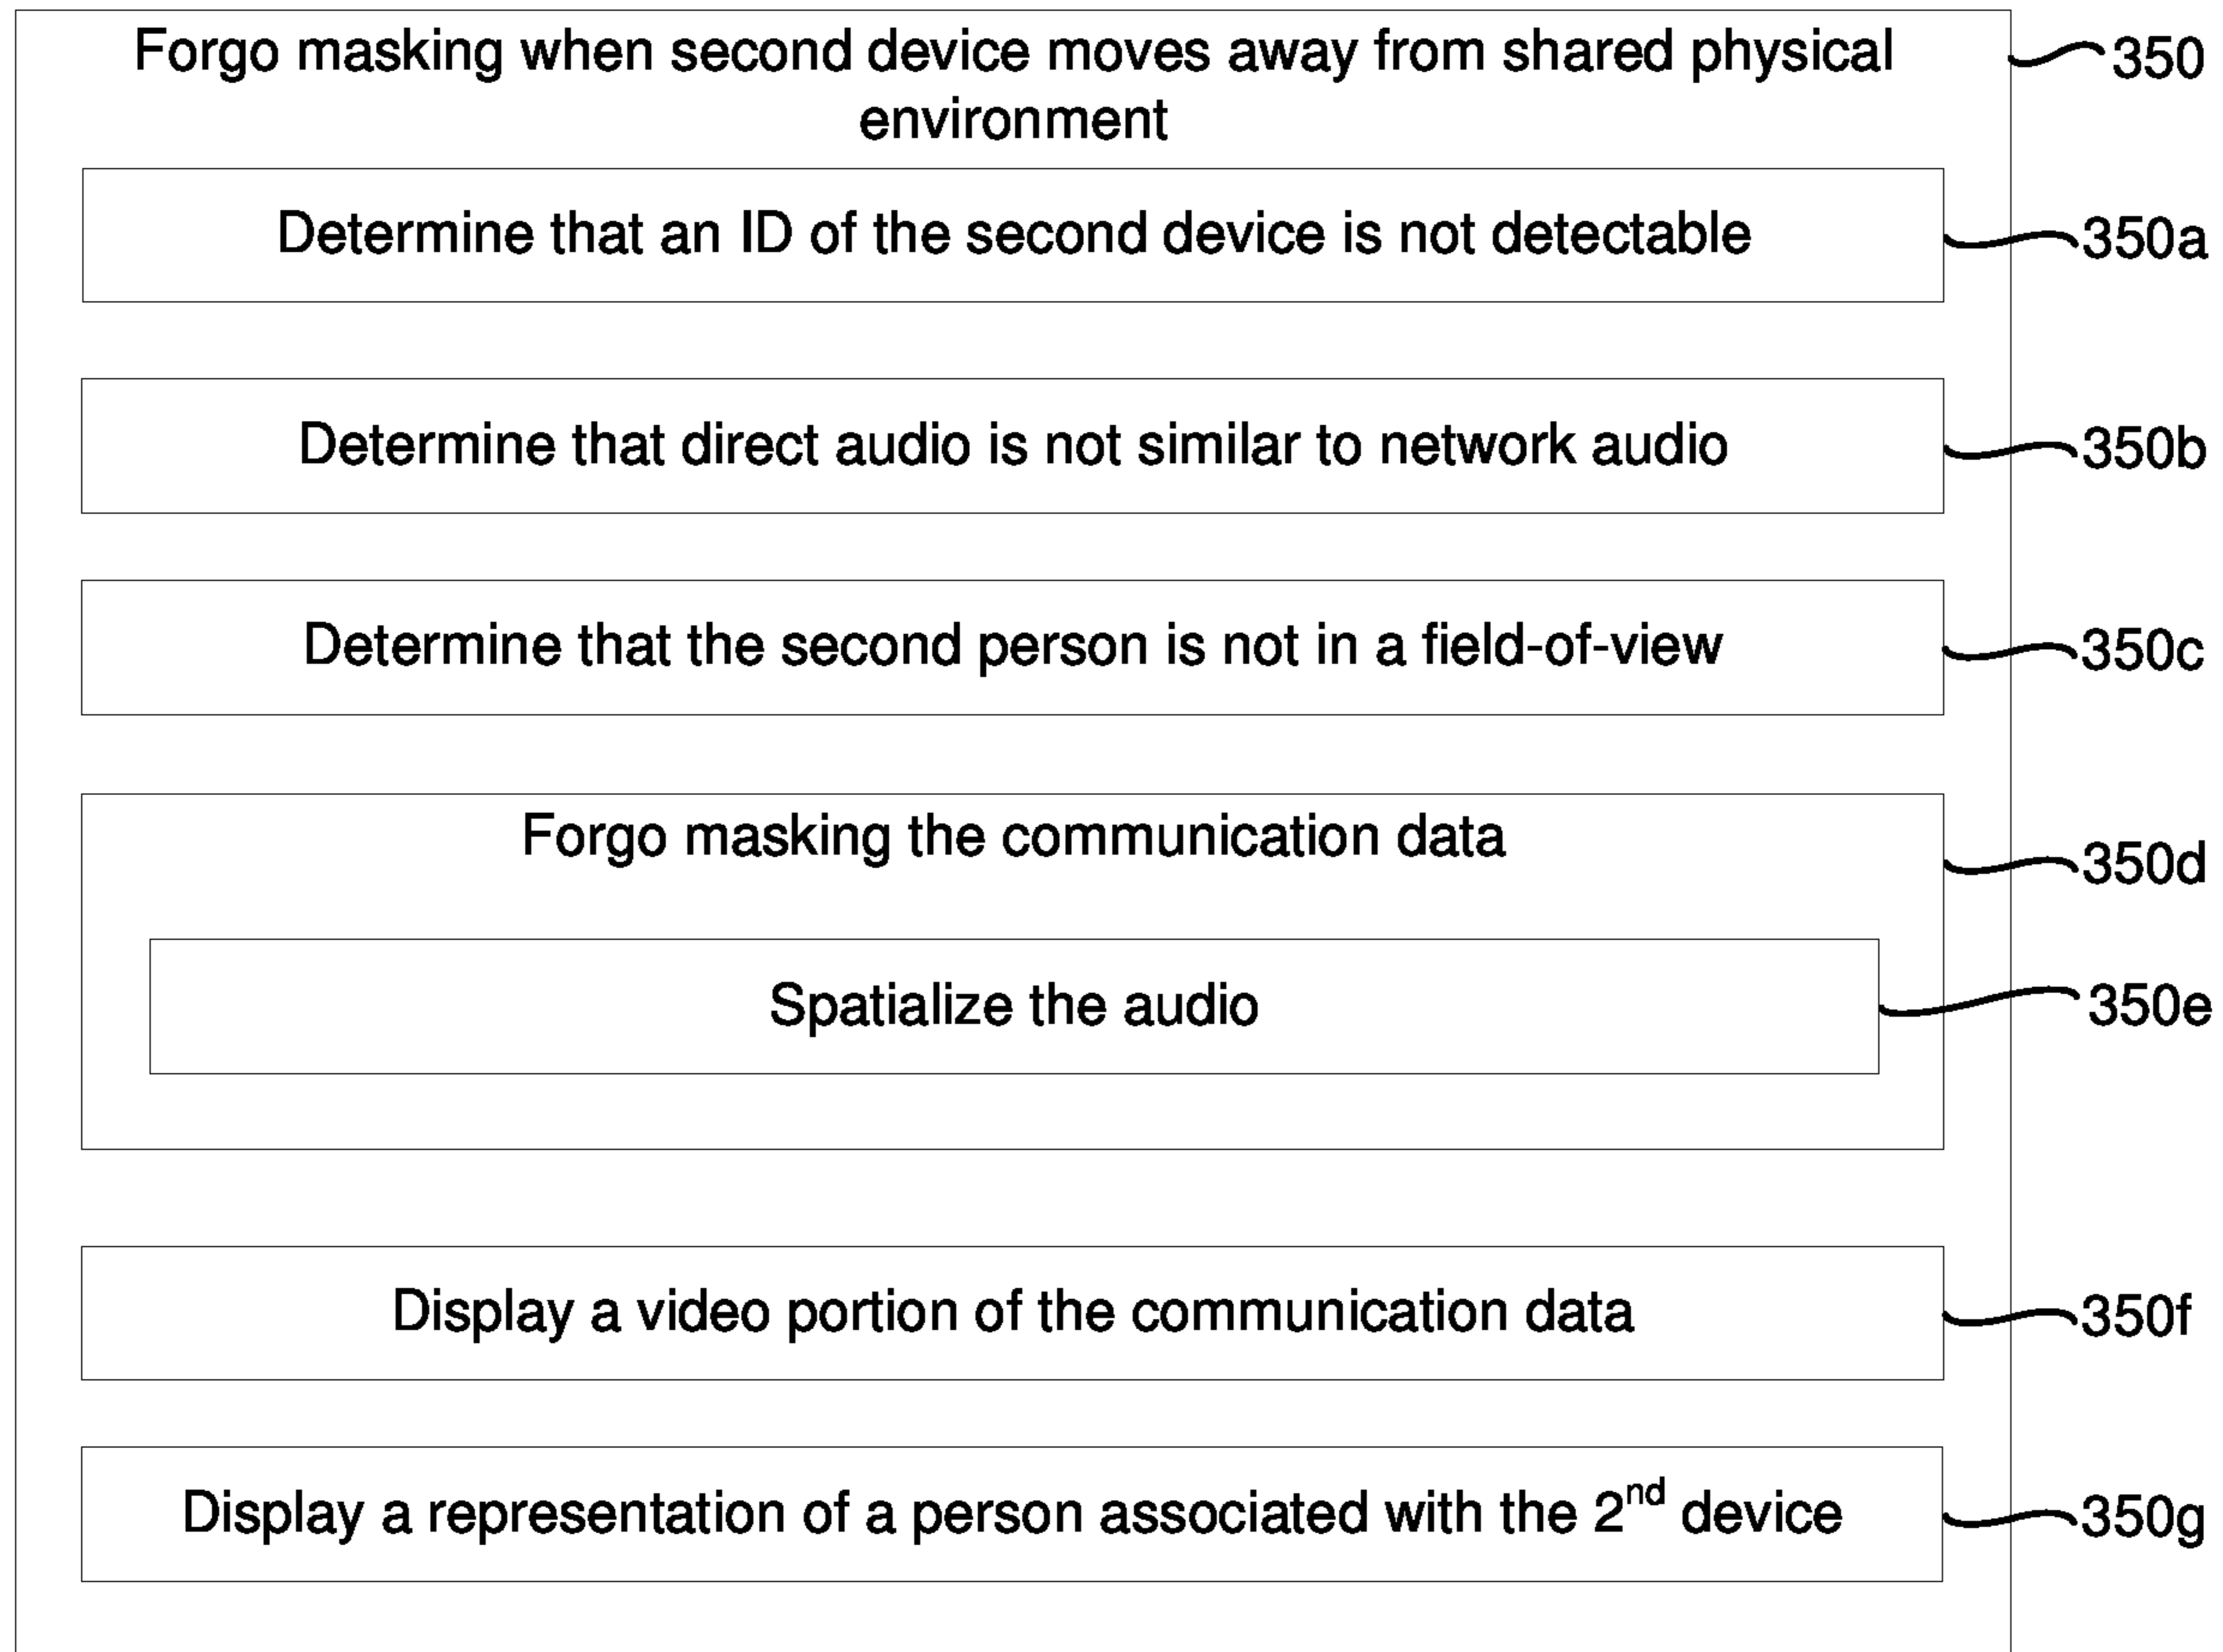 Forgo masking when second device moves away from shared physical
environment
350
Determine that an ID of the second device is not detectable
350a
Determine that direct audio is not similar to network audio
350b
Determine that the second person is not in a field-of-view
350c
Forgo masking the communication data
350d
Spatialize the audio
350e
Display a video portion of the communication data
350f
Display a representation of a person associated with the 2nd device
350g